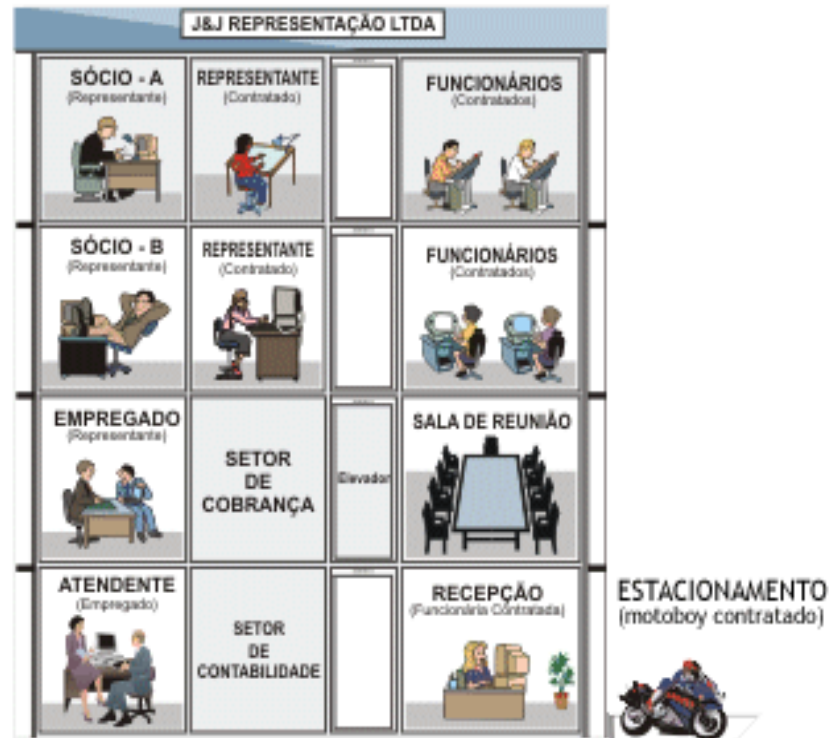 J&J REPRESENTAÇÃO LTDA
SÓCIO - A
(Representante)
REPRESENTANTE
(Contratado)
FUNCIONÁRIOS
(Contratados)
SÓCIO - B
(Representante)
REPRESENTANTE
(Contratado)
FUNCIONÁRIOS
(Contratados)
EMPREGADO
(Representante)
SETOR
DE
COBRANÇA
Elevador
SALA DE REUNIÃO
ATENDENTE
(Empregado)
SETOR
DE
CONTABILIDADE
RECEPÇÃO
(Funcionária Contratada)
ESTACIONAMENTO
(motoboy contratado)